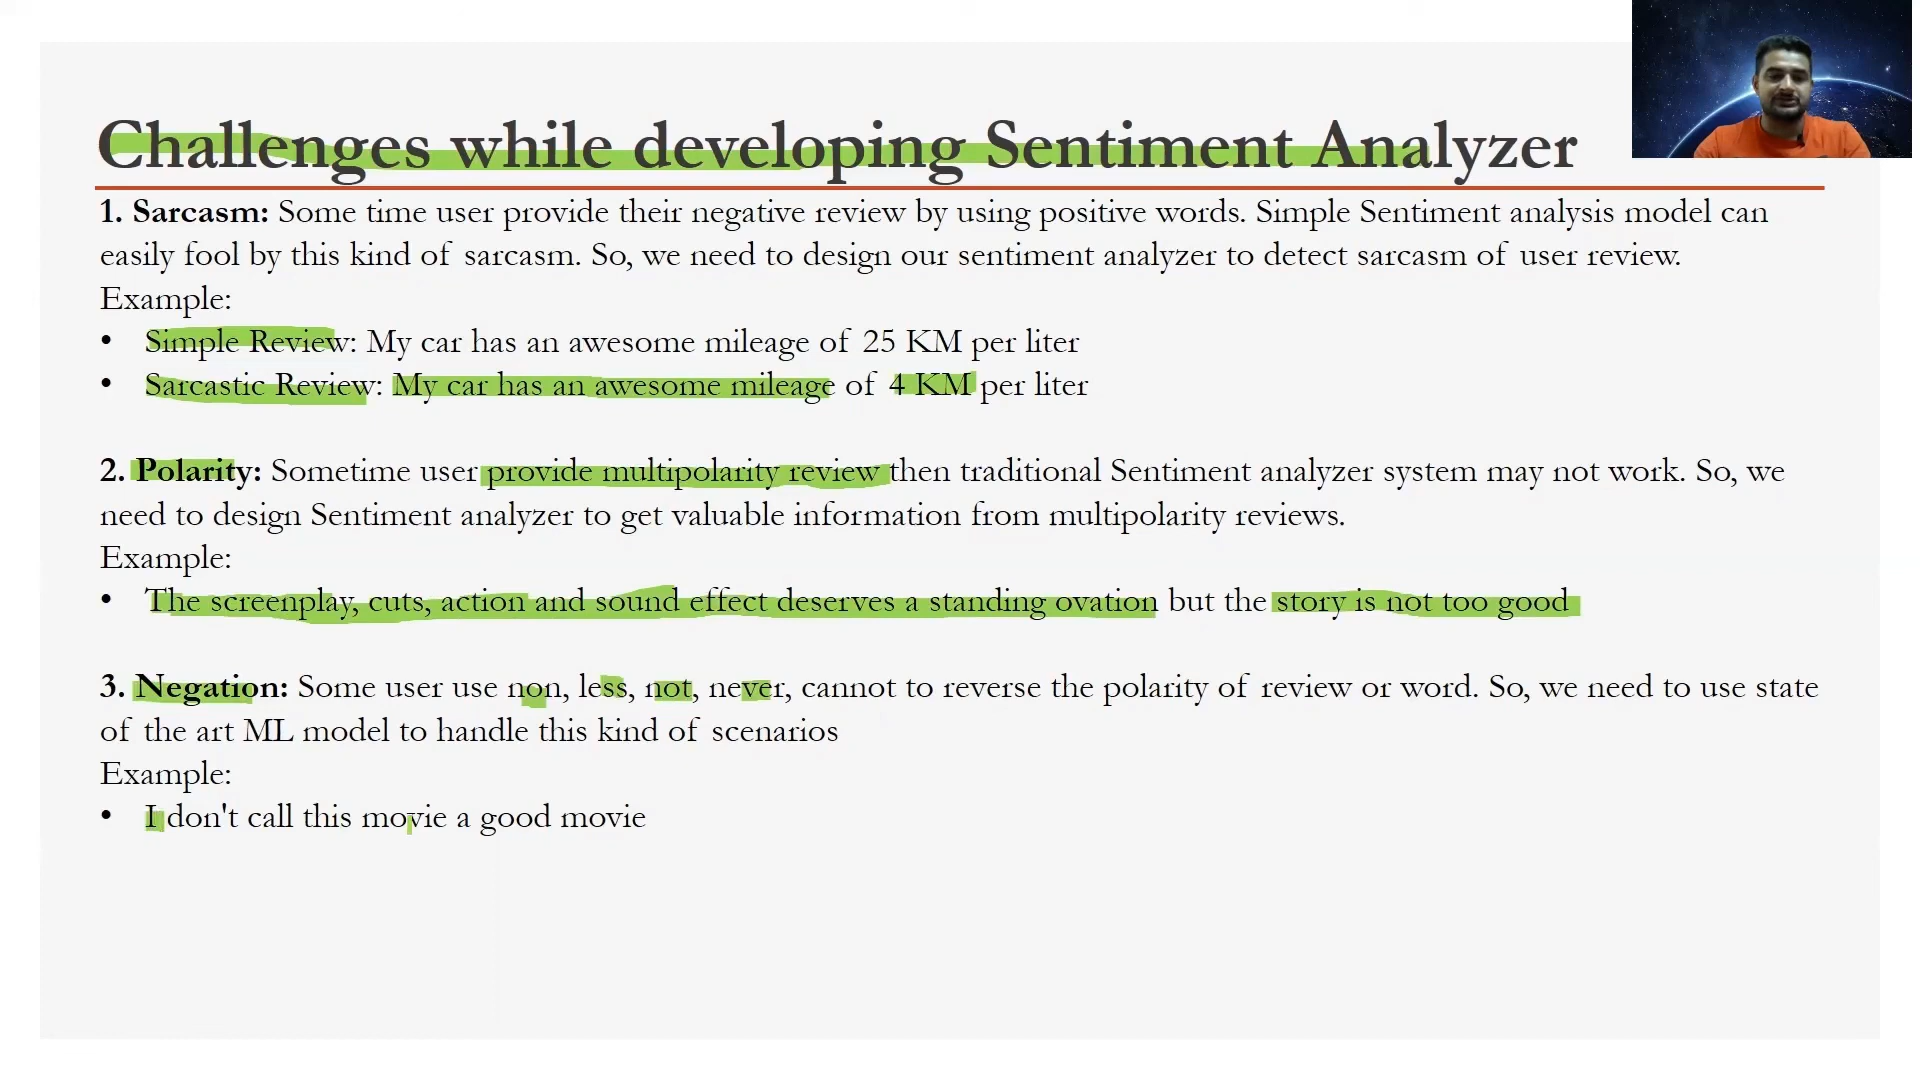 Challenges while developing Sentiment Analyzer
1. Sarcasm: Some time user provide their negative review by using positive words. Simple Sentiment analysis model can
easily fool by this kind of sarcasm. So, we need to design our sentiment analyzer to detect sarcasm of user review.
Example:
• Simple Review: My car has an awesome mileage of 25 KM per liter
• Sarcastic Review: My car has an awesome mileage of 4 KM per liter
2. Polarity: Sometime user provide multipolarity review then traditional Sentiment analyzer system may not work. So, we
need to design Sentiment analyzer to get valuable information from multipolarity reviews.
Example:
• The screenplay, cuts, action and sound effect deserves a standing ovation but the story is not too good
3. Negation: Some user use non, less, not, never, cannot to reverse the polarity of review or word. So, we need to use state
of the art ML model to handle this kind of scenarios
Example:
• I don't call this movie a good movie